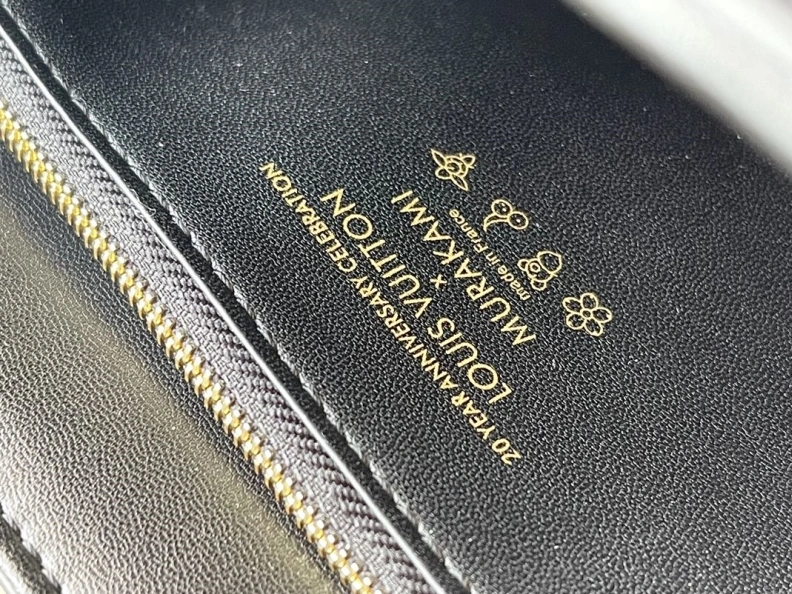 20 YEAR ANNIVERSARY CELEBRATION
LOUIS VUITTON
×
MURAKAMI
made in France